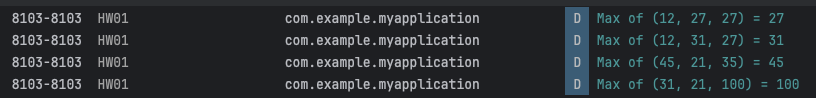 8103-8103 HW01 com.example.myapplication D Max of (12, 27, 27) = 27
8103-8103 HW01 com.example.myapplication D Max of (12, 31, 27) = 31
8103-8103 HW01 com.example.myapplication D Max of (45, 21, 35) = 45
8103-8103 HW01 com.example.myapplication D Max of (31, 21, 100) = 100